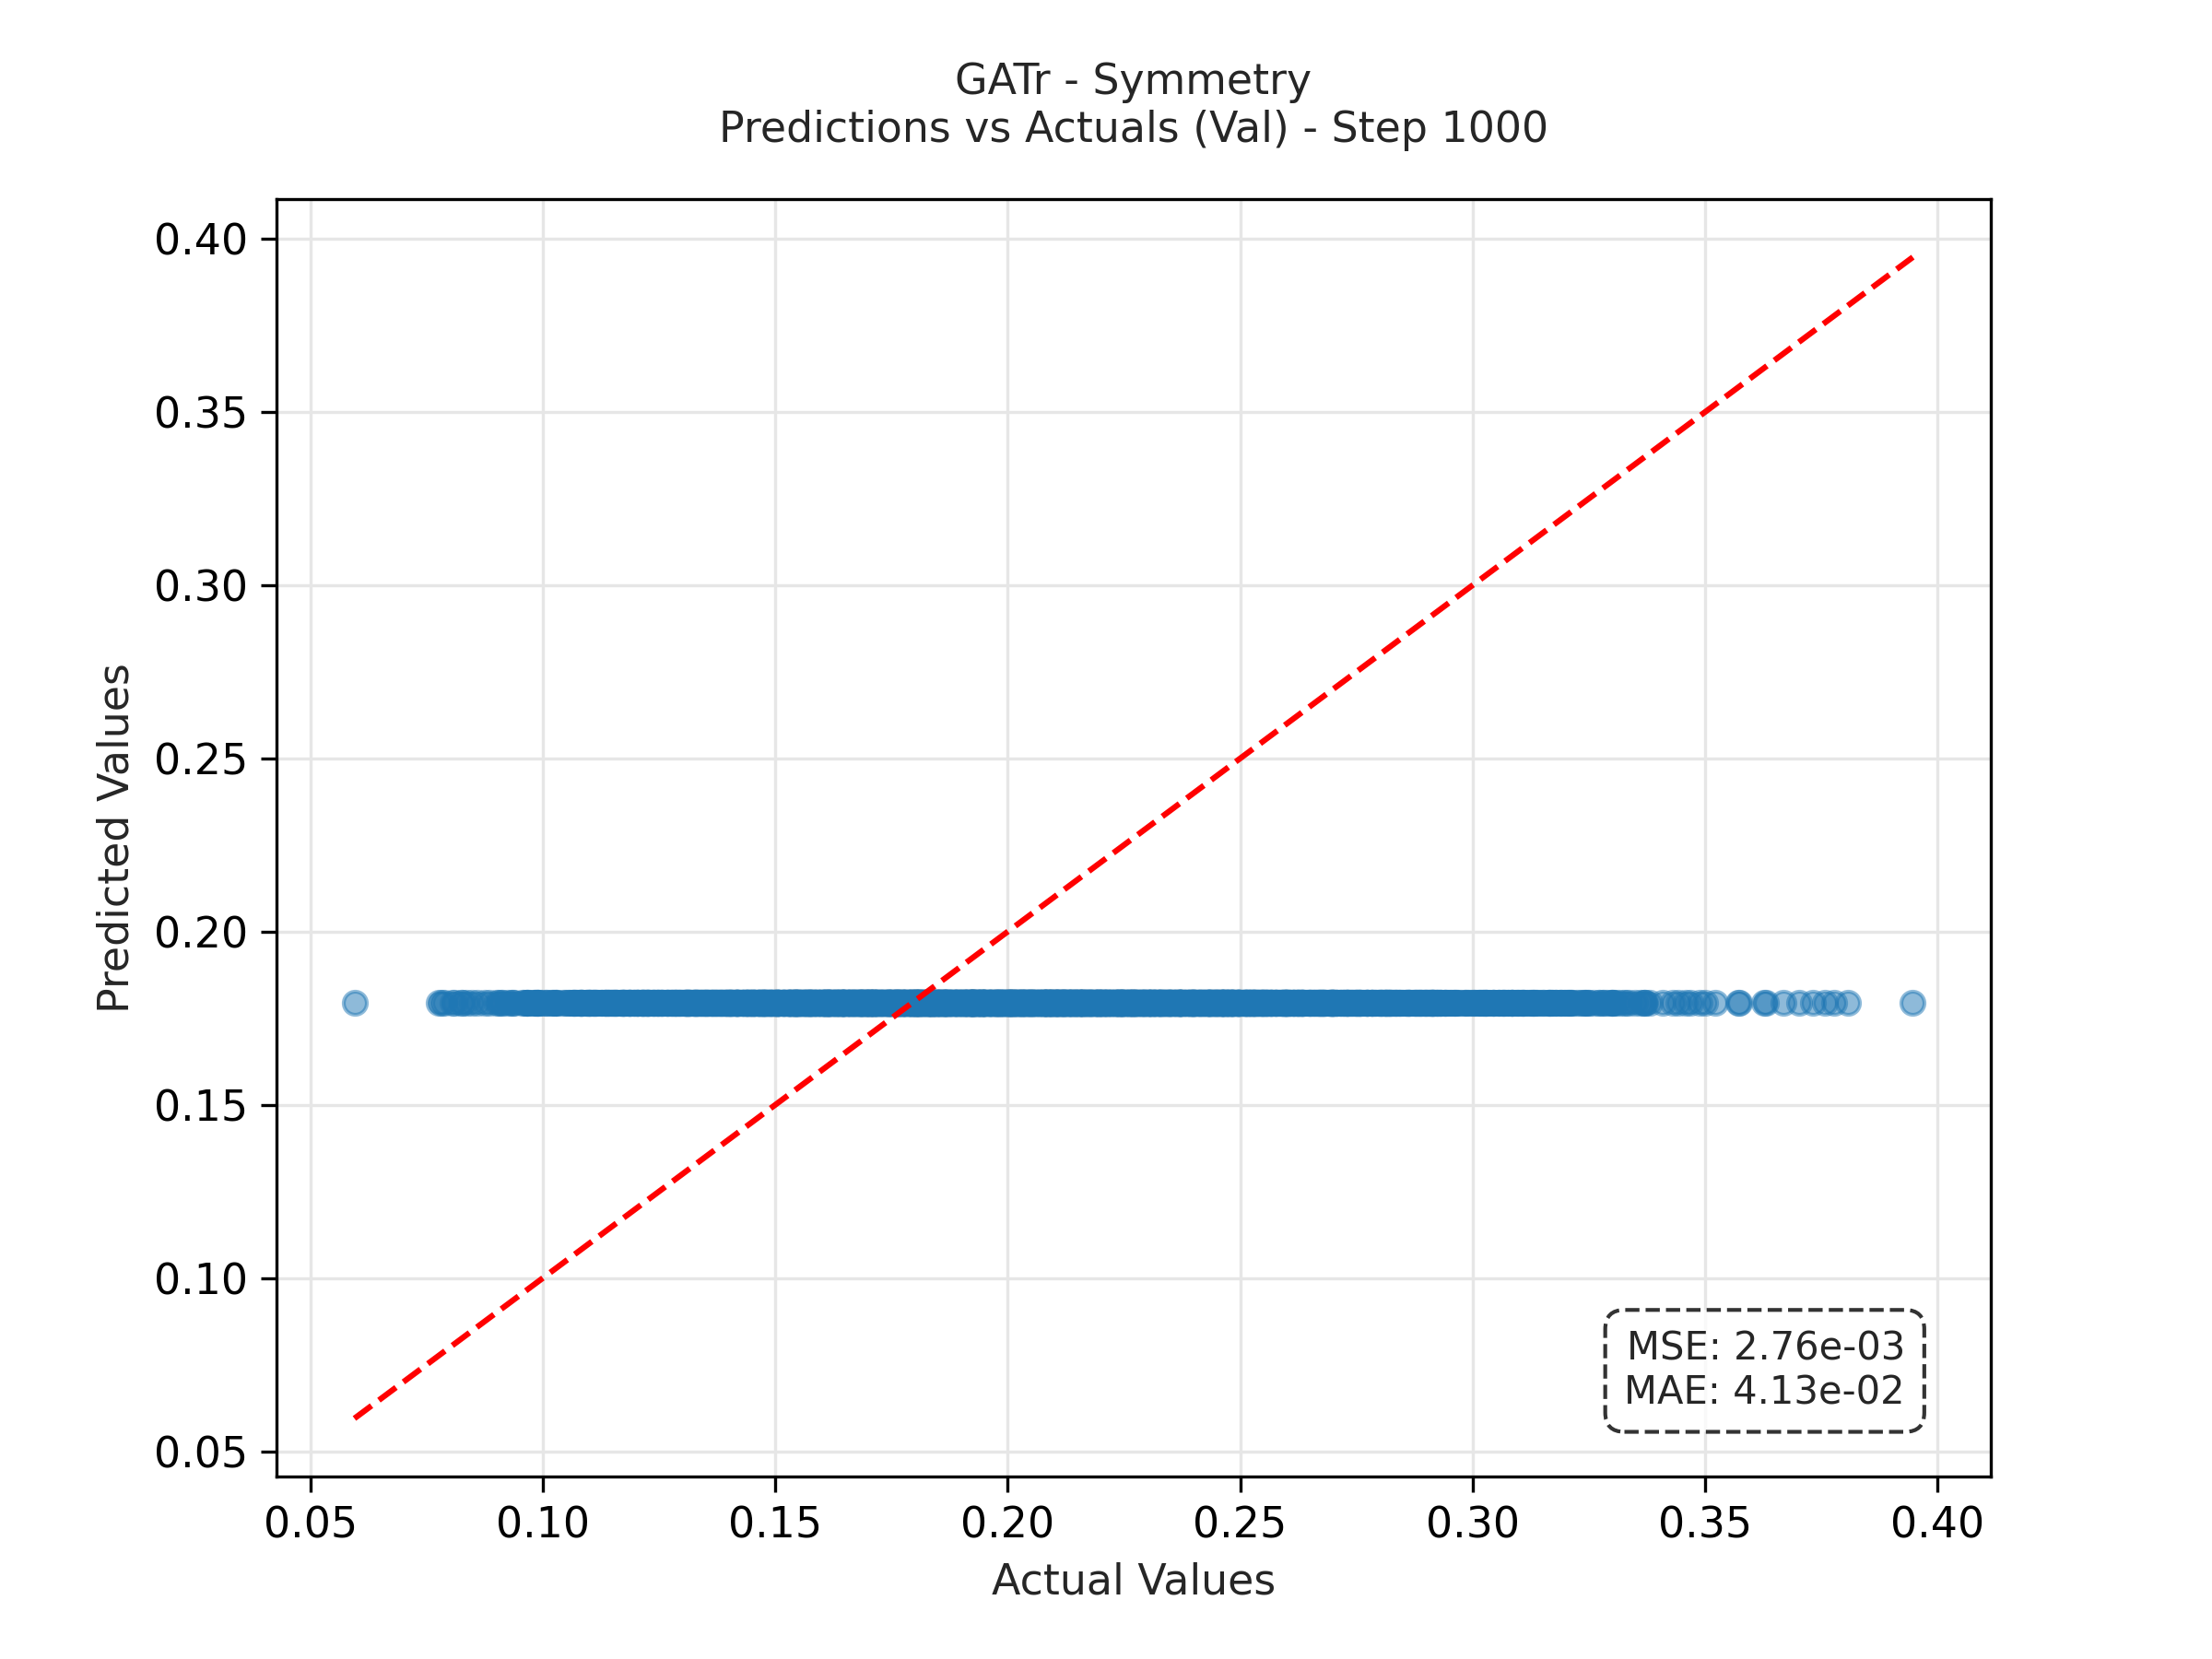 GATr - Symmetry
Predictions vs Actuals (Val) - Step 1000
0.40
0.35
0.30
0.25
0.20
0.15
0.10
0.05
Predicted Values
MSE: 2.76e-03
MAE: 4.13e-02
0.05 0.10 0.15 0.20 0.25 0.30 0.35 0.40
Actual Values